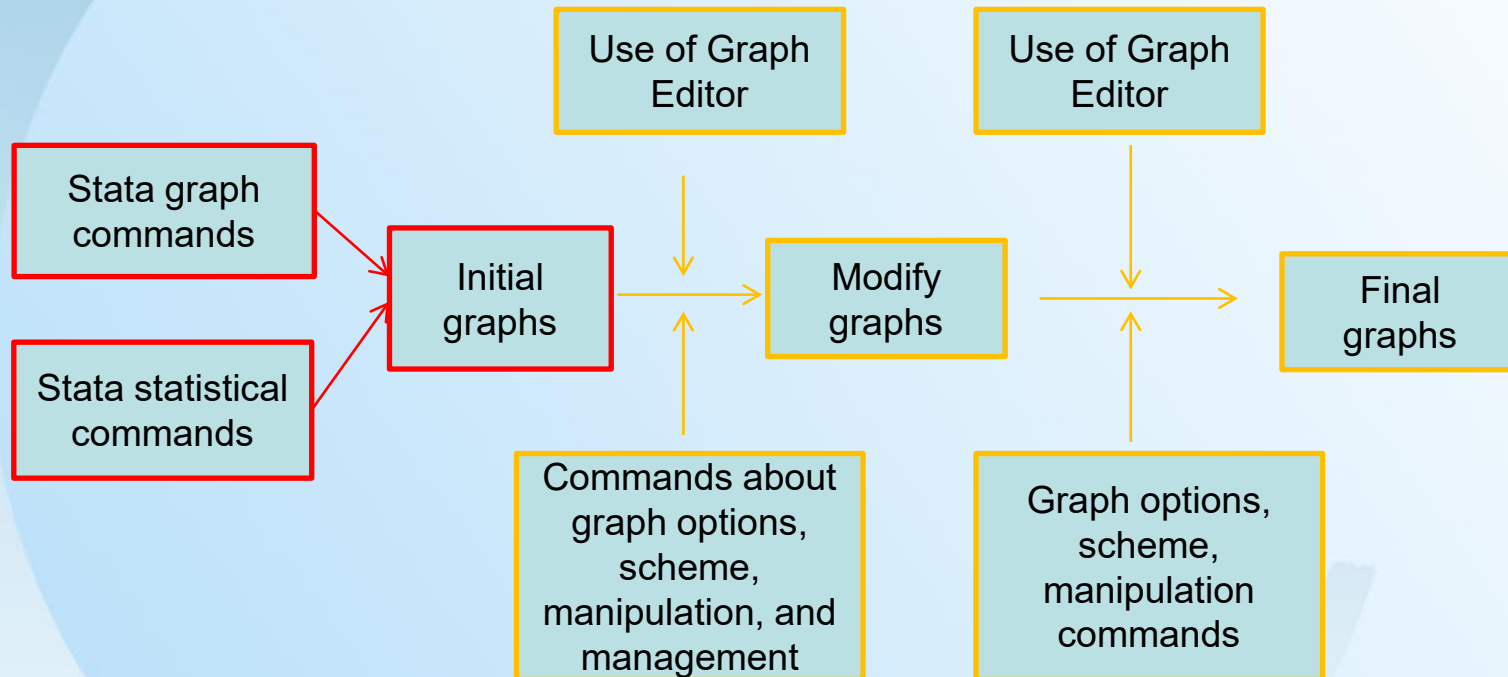 Use of Graph
Editor
Use of Graph
Editor
Stata graph
commands
Initial
graphs
Modify
graphs
Final
graphs
Stata statistical
commands
Commands about
graph options,
scheme,
manipulation, and
management
Graph options,
scheme,
manipulation
commands